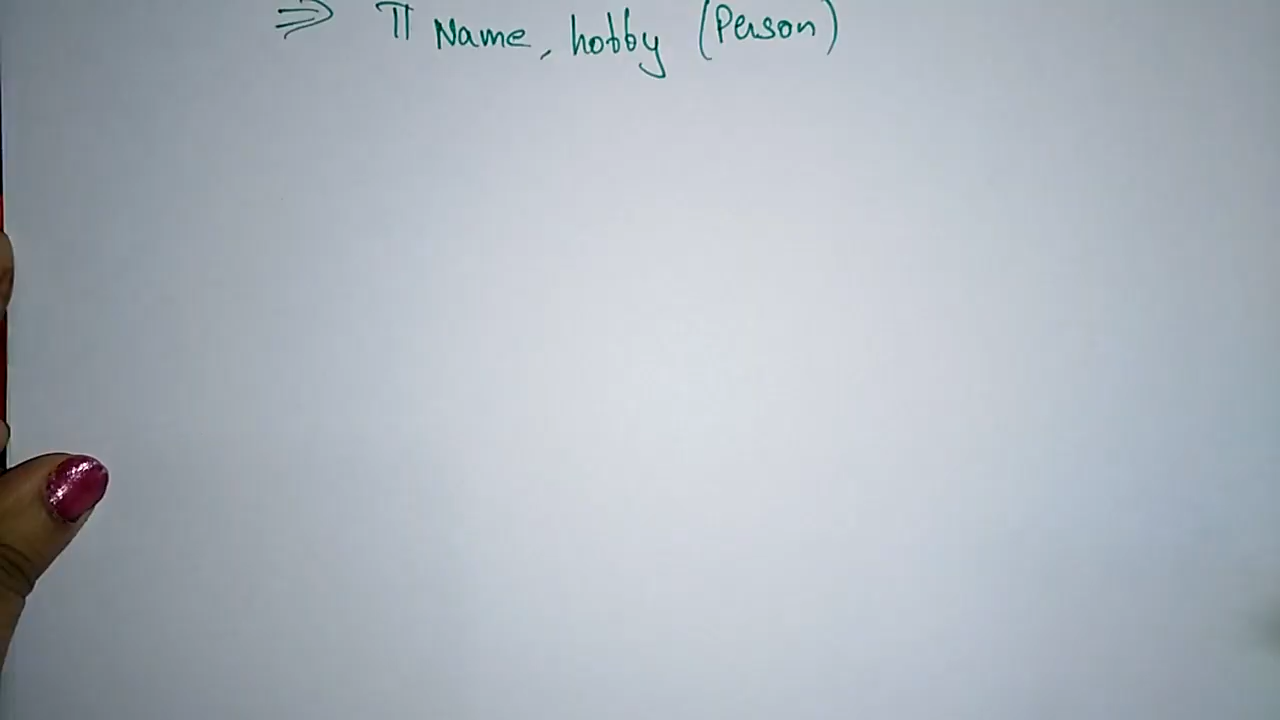 ⇒ π Name, hobby (Person)